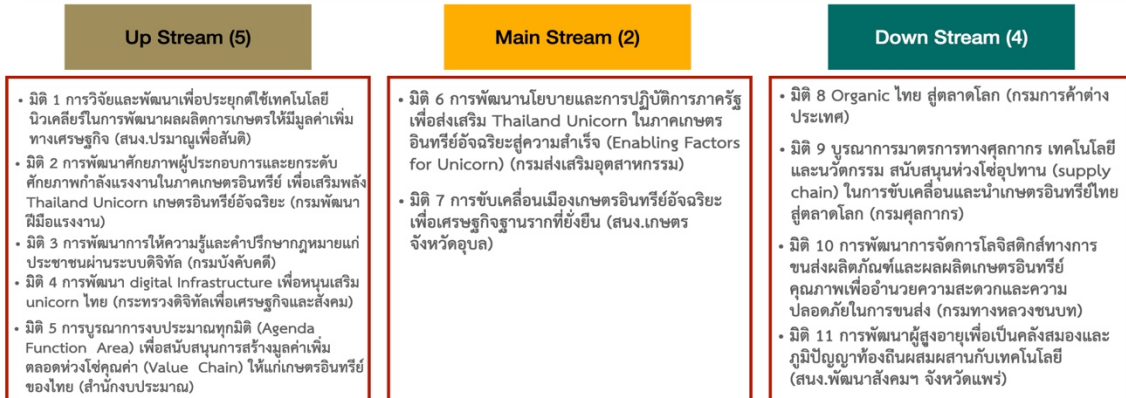 Up Stream (5)
• มิติ 1 การวิจัยและพัฒนาเพื่อประยุกต์ใช้เทคโนโลยี
นิวเคลียร์ในการพัฒนาผลผลิตการเกษตรให้มีมูลค่าเพิ่ม
ทางเศรษฐกิจ (สนง.ปรมาณูเพื่อสันติ)
• มิติ 2 การพัฒนาศักยภาพผู้ประกอบการและยกระดับ
ศักยภาพกำลังแรงงานในภาคเกษตรอินทรีย์ เพื่อเสริมพลัง
Thailand Unicorn เกษตรอินทรีย์อัจฉริยะ (กรมพัฒนา
ฝีมือแรงงาน)
• มิติ 3 การพัฒนาการให้ความรู้และคำปรึกษากฎหมายแก่
ประชาชนผ่านระบบดิจิทัล (กรมบังคับคดี)
• มิติ 4 การพัฒนา digital Infrastructure เพื่อหนุนเสริม
unicorn ไทย (กระทรวงดิจิทัลเพื่อเศรษฐกิจและสังคม)
• มิติ 5 การบูรณาการงบประมาณทุกมิติ (Agenda
Function Area) เพื่อสนับสนุนการสร้างมูลค่าเพิ่ม
ตลอดห่วงโซ่คุณค่า (Value Chain) ให้แก่เกษตรอินทรีย์
ของไทย (สำนักงบประมาณ)
Main Stream (2)
• มิติ 6 การพัฒนานโยบายและการปฏิบัติการภาครัฐ
เพื่อส่งเสริม Thailand Unicorn ในภาคเกษตร
อินทรีย์อัจฉริยะสู่ความสำเร็จ (Enabling Factors
for Unicorn) (กรมส่งเสริมอุตสาหกรรม)
• มิติ 7 การขับเคลื่อนเมืองเกษตรอินทรีย์อัจฉริยะ
เพื่อเศรษฐกิจฐานรากที่ยั่งยืน (สนง.เกษตร
จังหวัดอุบล)
Down Stream (4)
• มิติ 8 Organic ไทย สู่ตลาดโลก (กรมการค้าต่าง
ประเทศ)
• มิติ 9 บูรณาการมาตรการทางศุลกากร เทคโนโลยี
และนวัตกรรม สนับสนุนห่วงโซ่อุปทาน (supply
chain) ในการขับเคลื่อนและนำเกษตรอินทรีย์ไทย
สู่ตลาดโลก (กรมศุลกากร)
• มิติ 10 การพัฒนาการจัดการโลจิสติกส์ทางการ
ขนส่งผลิตภัณฑ์และผลผลิตเกษตรอินทรีย์
คุณภาพเพื่ออำนวยความสะดวกและความ
ปลอดภัยในการขนส่ง (กรมทางหลวงชนบท)
• มิติ 11 การพัฒนาผู้สูงอายุเพื่อเป็นคลังสมองและ
ภูมิปัญญาท้องถิ่นผสมผสานกับเทคโนโลยี
(สนง.พัฒนาสังคมฯ จังหวัดแพร่)